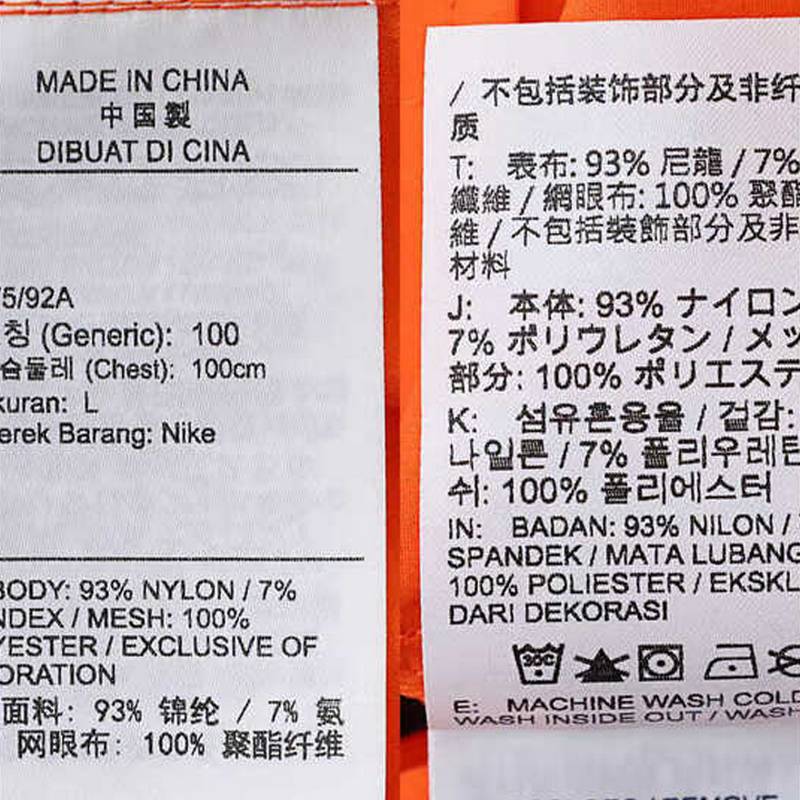 MADE IN CHINA
中国製
DIBUAT DI CINA
5/92A
칭 (Generic): 100
슴둘레 (Chest): 100cm
kuran: L
erek Barang: Nike
BODY: 93% NYLON / 7%
NDEX / MESH: 100%
YESTER / EXCLUSIVE OF
ORATION
面料: 93% 锦纶 / 7% 氨
网眼布: 100% 聚酯纤维
/ 不包括装饰部分及非纤
质
T: 表布: 93% 尼龍 / 7%
纖維 / 網眼布: 100% 聚酯
維 / 不包括裝飾部分及非
材料
J: 本体: 93% ナイロン
7% ポリウレタン / メッ
部分: 100% ポリエステ
K: 섬유혼용율 / 겉감:
나일론 / 7% 폴리우레탄
쉬: 100% 폴리에스터
IN: BADAN: 93% NILON /
SPANDEK / MATA LUBANG
100% POLIESTER / EKSKL
DARI DEKORASI
30C
E: MACHINE WASH COLD
WASH INSIDE OUT / WASH